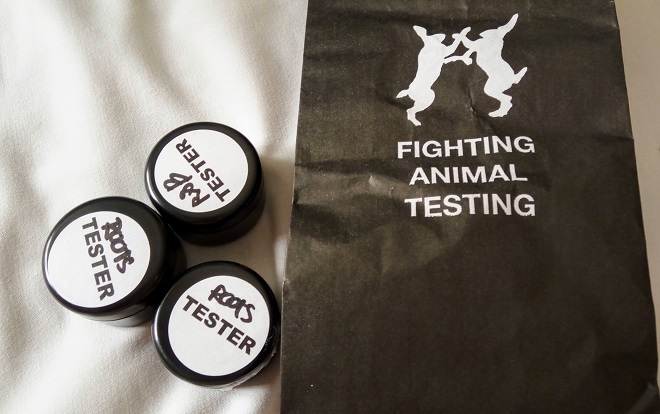 FIGHTING
ANIMAL
TESTING
R&B
TESTER
ROOTS
TESTER
ROOTS
TESTER